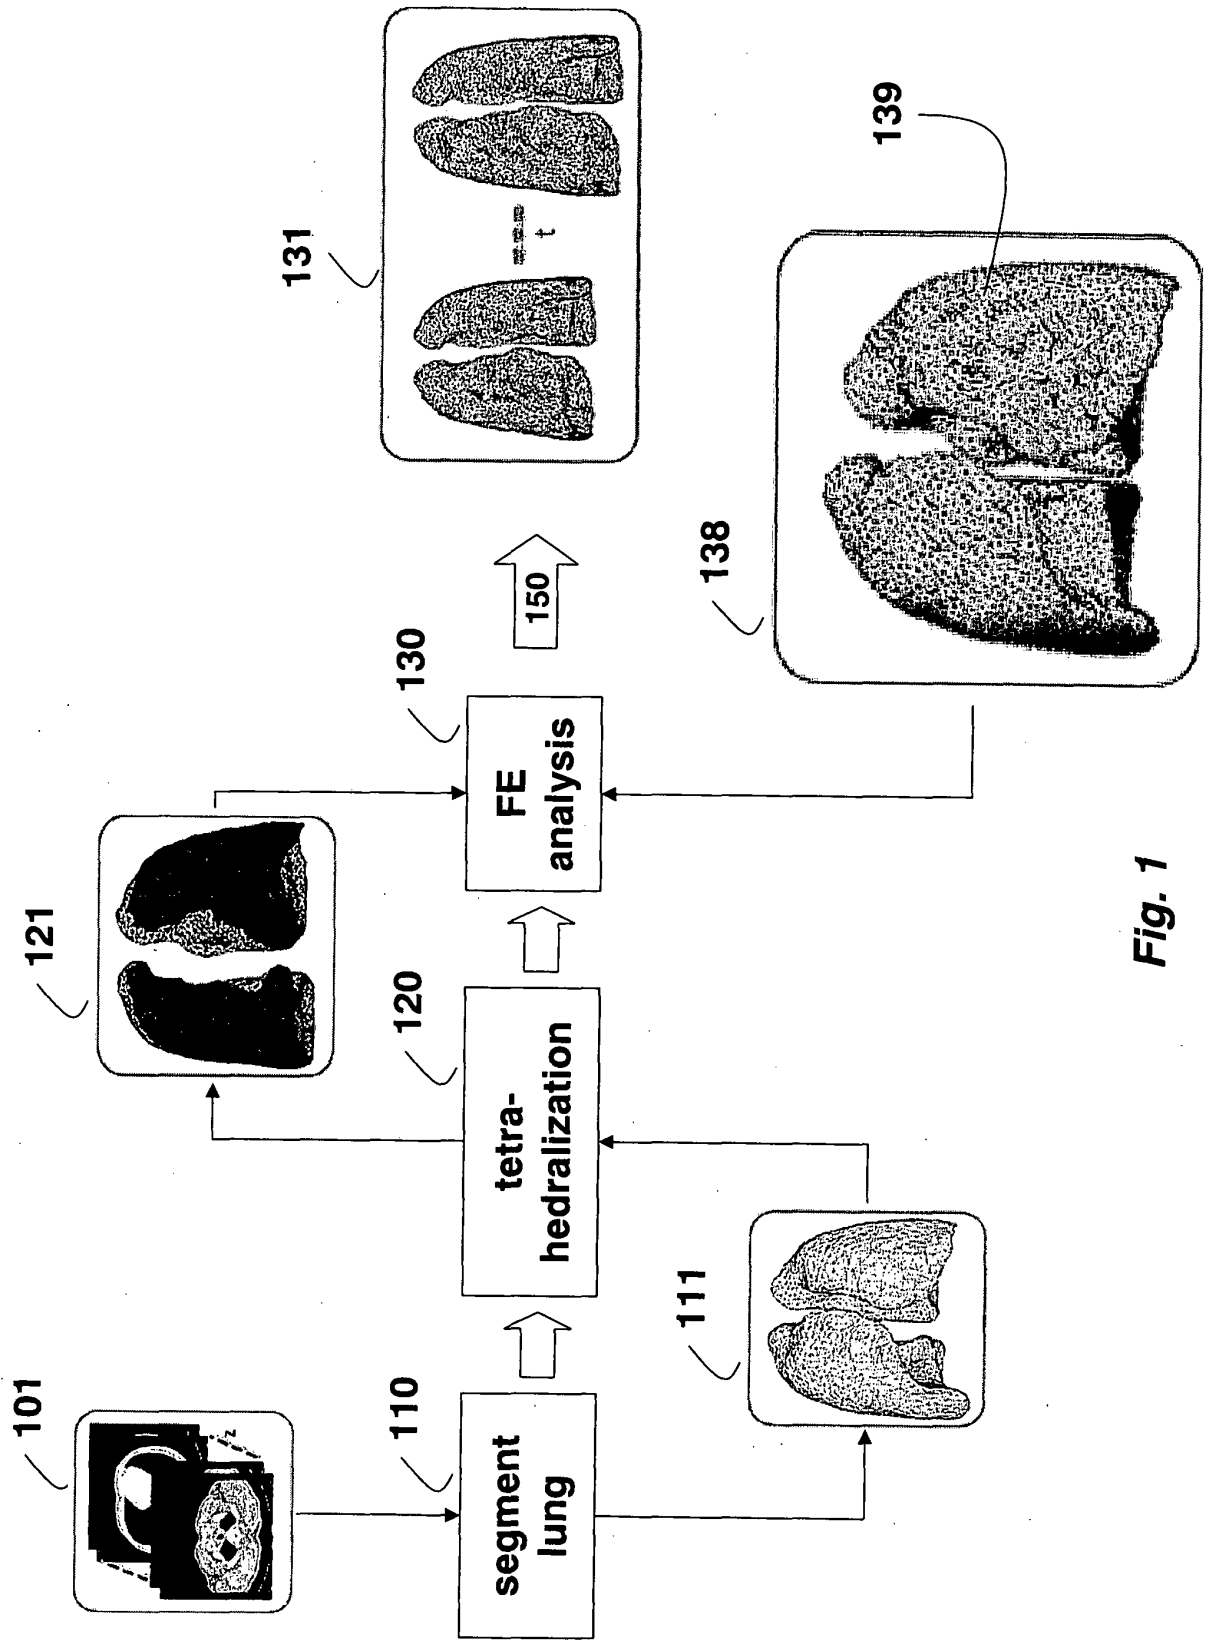 101
z
110
segment
lung
111
120
tetra-
hedralization
121
130
FE
analysis
150
131
t
138
139
Fig. 1